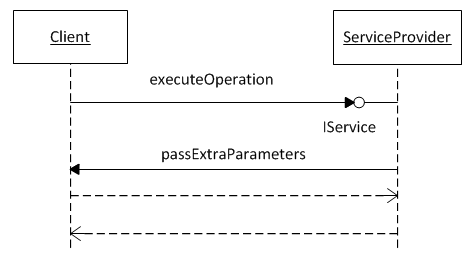 Client
ServiceProvider
executeOperation
IService
passExtraParameters